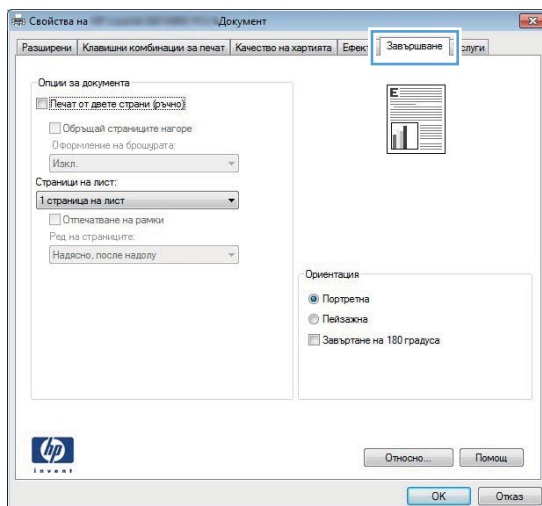 Свойства на Документ
Разширени Клавишни комбинации за печат Качество на хартията Ефек Завършване слуги
Опции за документа
Печат от двете страни (ръчно)
Обръщай страниците нагоре
Оформление на брошурата:
Изкл.
Страници на лист:
1 страница на лист
Отпечатване на рамки
Ред на страниците:
Надясно, после надолу
E
Ориентация
Портретна
Пейзажна
Завъртане на 180 градуса
hp
invent
Относно... Помощ
OK Отказ